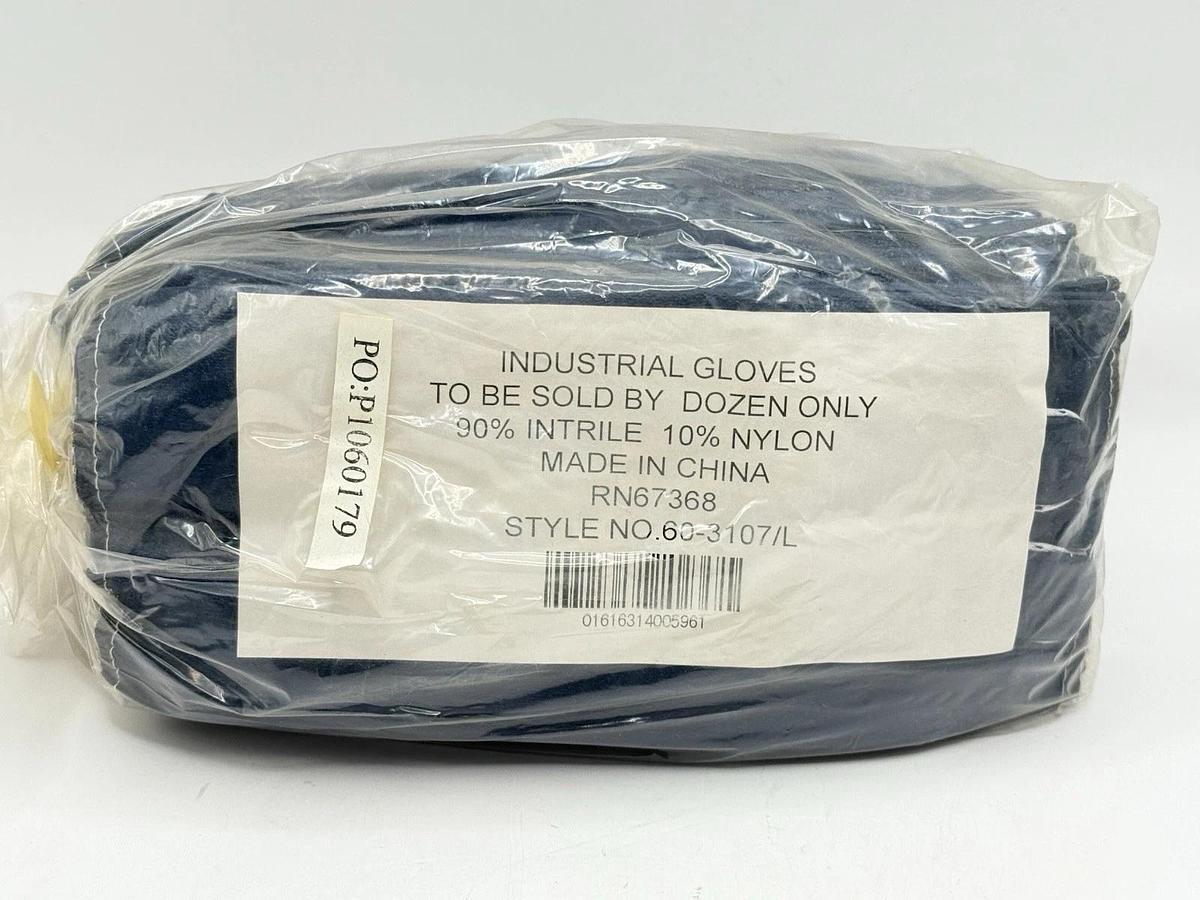 INDUSTRIAL GLOVES
TO BE SOLD BY DOZEN ONLY
90% INTRILE 10% NYLON
MADE IN CHINA
RN67368
STYLE NO.60-3107/L
01616314005961
PO:P1060179